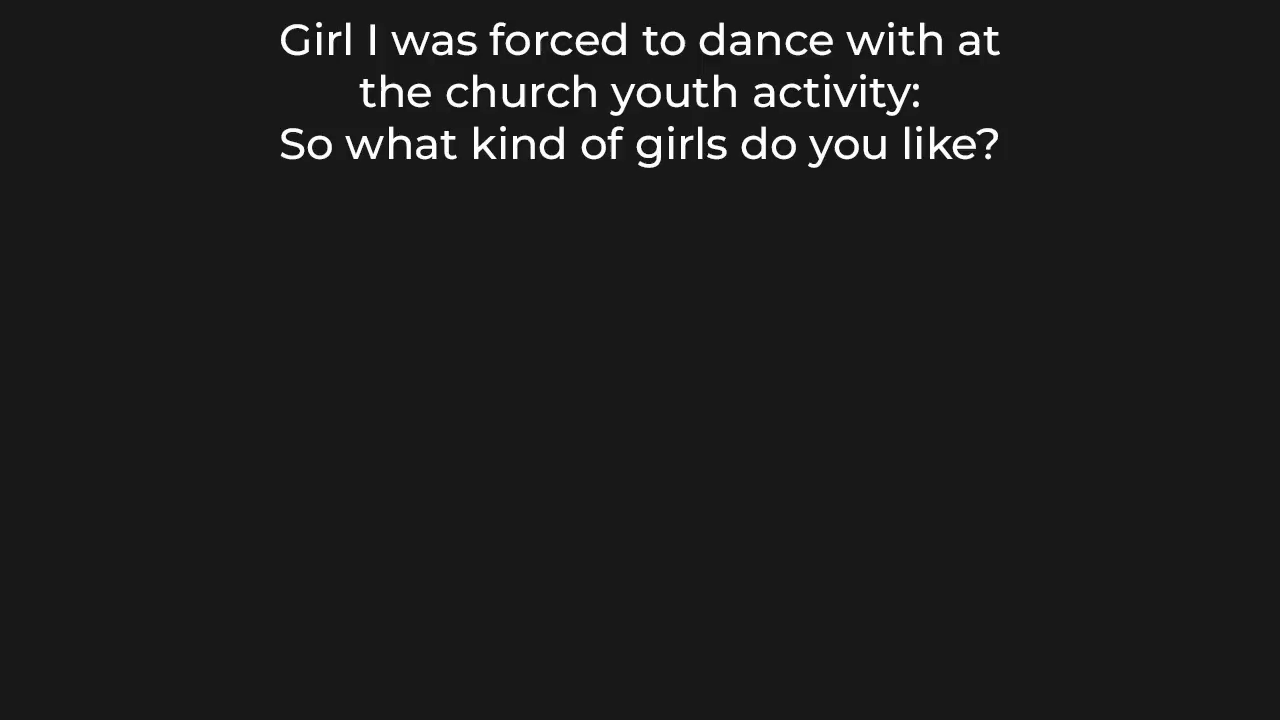 Girl I was forced to dance with at
the church youth activity:
So what kind of girls do you like?